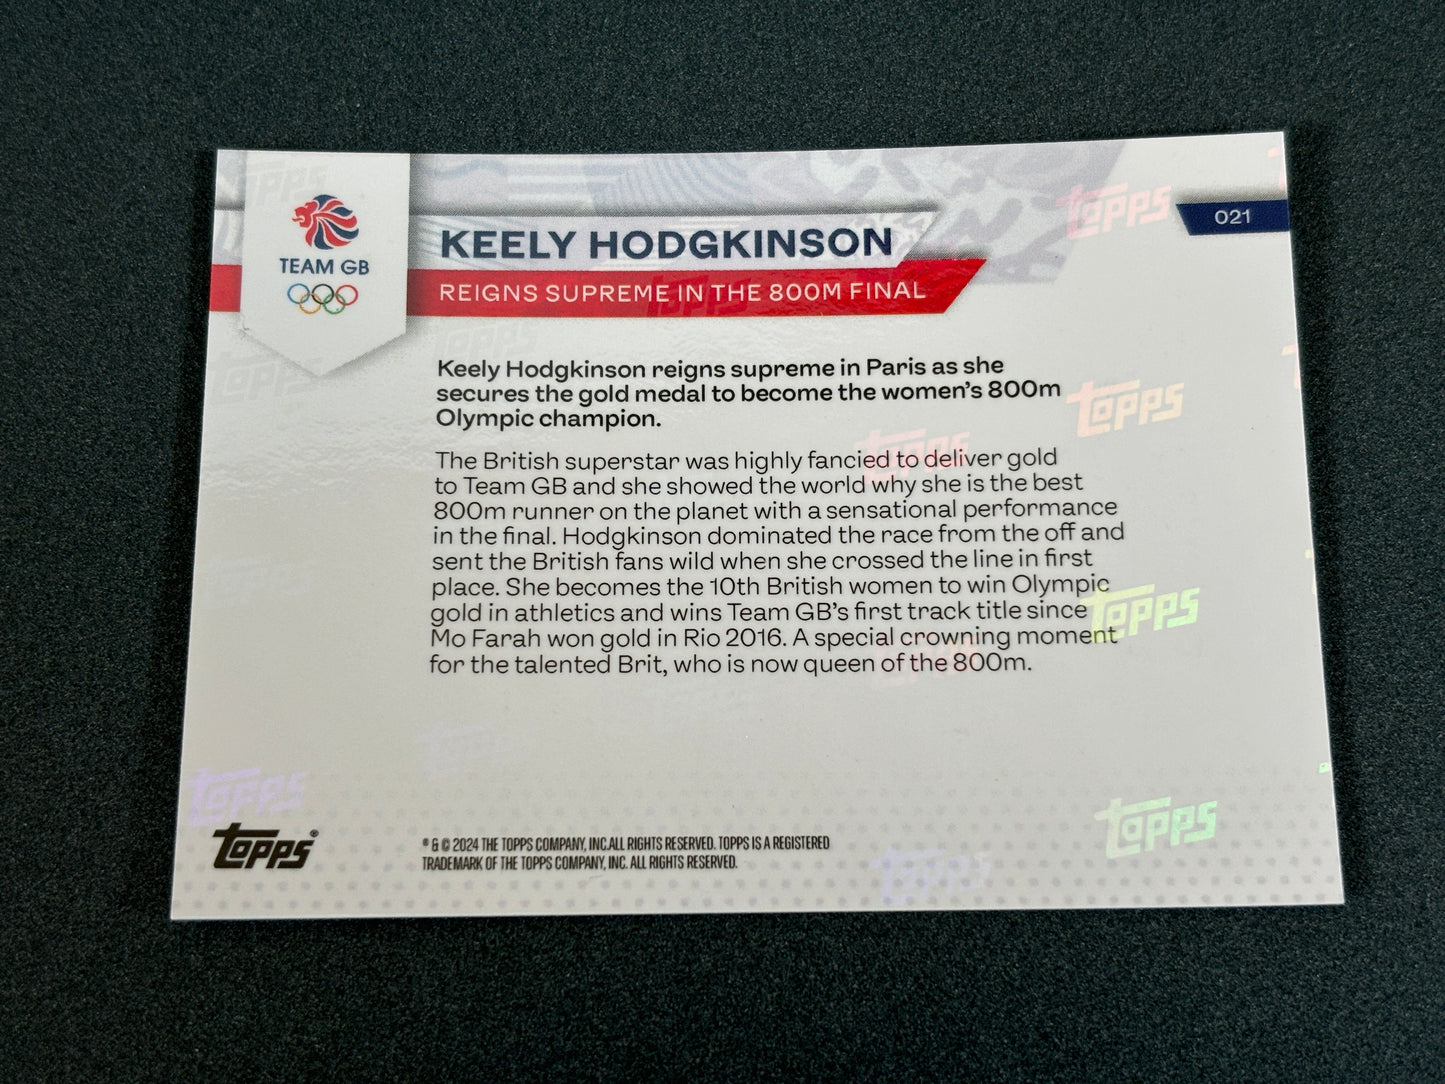 TEAM GB
KEELY HODGKINSON
021
REIGNS SUPREME IN THE 800M FINAL
Keely Hodgkinson reigns supreme in Paris as she
secures the gold medal to become the women's 800m
Olympic champion.
The British superstar was highly fancied to deliver gold
to Team GB and she showed the world why she is the best
800m runner on the planet with a sensational performance
in the final. Hodgkinson dominated the race from the off and
sent the British fans wild when she crossed the line in first
place. She becomes the 10th British women to win Olympic
gold in athletics and wins Team GB's first track title since
Mo Farah won gold in Rio 2016. A special crowning moment
for the talented Brit, who is now queen of the 800m.
Topps®
® & © 2024 THE TOPPS COMPANY, INC.ALL RIGHTS RESERVED. TOPPS IS A REGISTERED
TRADEMARK OF THE TOPPS COMPANY, INC. ALL RIGHTS RESERVED.
Topps
Topps
Topps
Topps
Topps
Topps
Topps